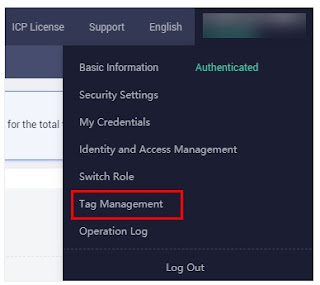 ICP License Support English
Basic Information Authenticated
Security Settings
for the total
My Credentials
Identity and Access Management
Switch Role
Tag Management
Operation Log
Log Out